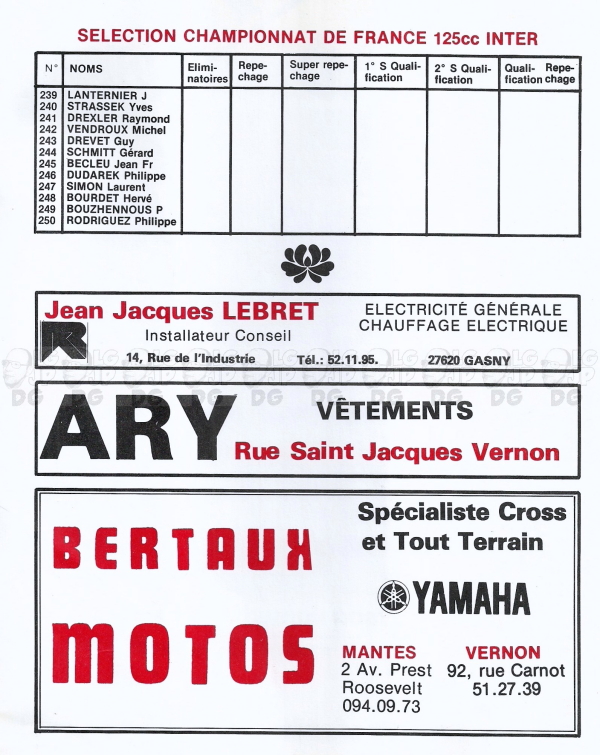 SELECTION CHAMPIONNAT DE FRANCE 125cc INTER
N° NOMS Elimi- Repe- Super repe- 1° S Quali- 2° S Quali- Quali- Repe-
natoires chage chage fication fication fication chage
239 LANTERNIER J
240 STRASSEK Yves
241 DREXLER Raymond
242 VENDROUX Michel
243 DREVET Guy
244 SCHMITT Gérard
245 BECLEU Jean Fr
246 DUDAREK Philippe
247 SIMON Laurent
248 BOURDET Hervé
249 BOUZHENNOUS P
250 RODRIGUEZ Philippe
Jean Jacques LEBRET ELECTRICITÉ GÉNÉRALE
Installateur Conseil CHAUFFAGE ELECTRIQUE
14, Rue de l'Industrie Tél.: 52.11.95. 27620 GASNY
ARY VÊTEMENTS
Rue Saint Jacques Vernon
BERTAUX
MOTOS
Spécialiste Cross
et Tout Terrain
YAMAHA
MANTES VERNON
2 Av. Prest 92, rue Carnot
Roosevelt 51.27.39
094.09.73